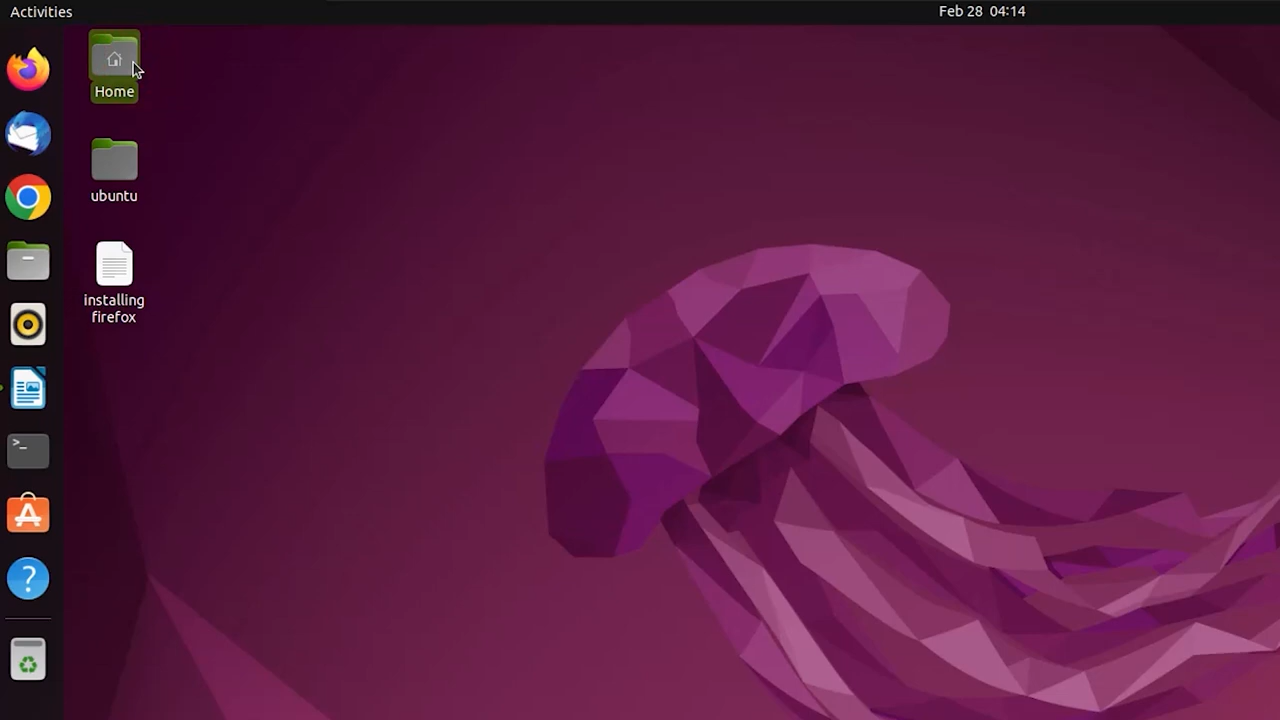 Activities
Feb 28 04:14
Home
ubuntu
installing
firefox
>_
?